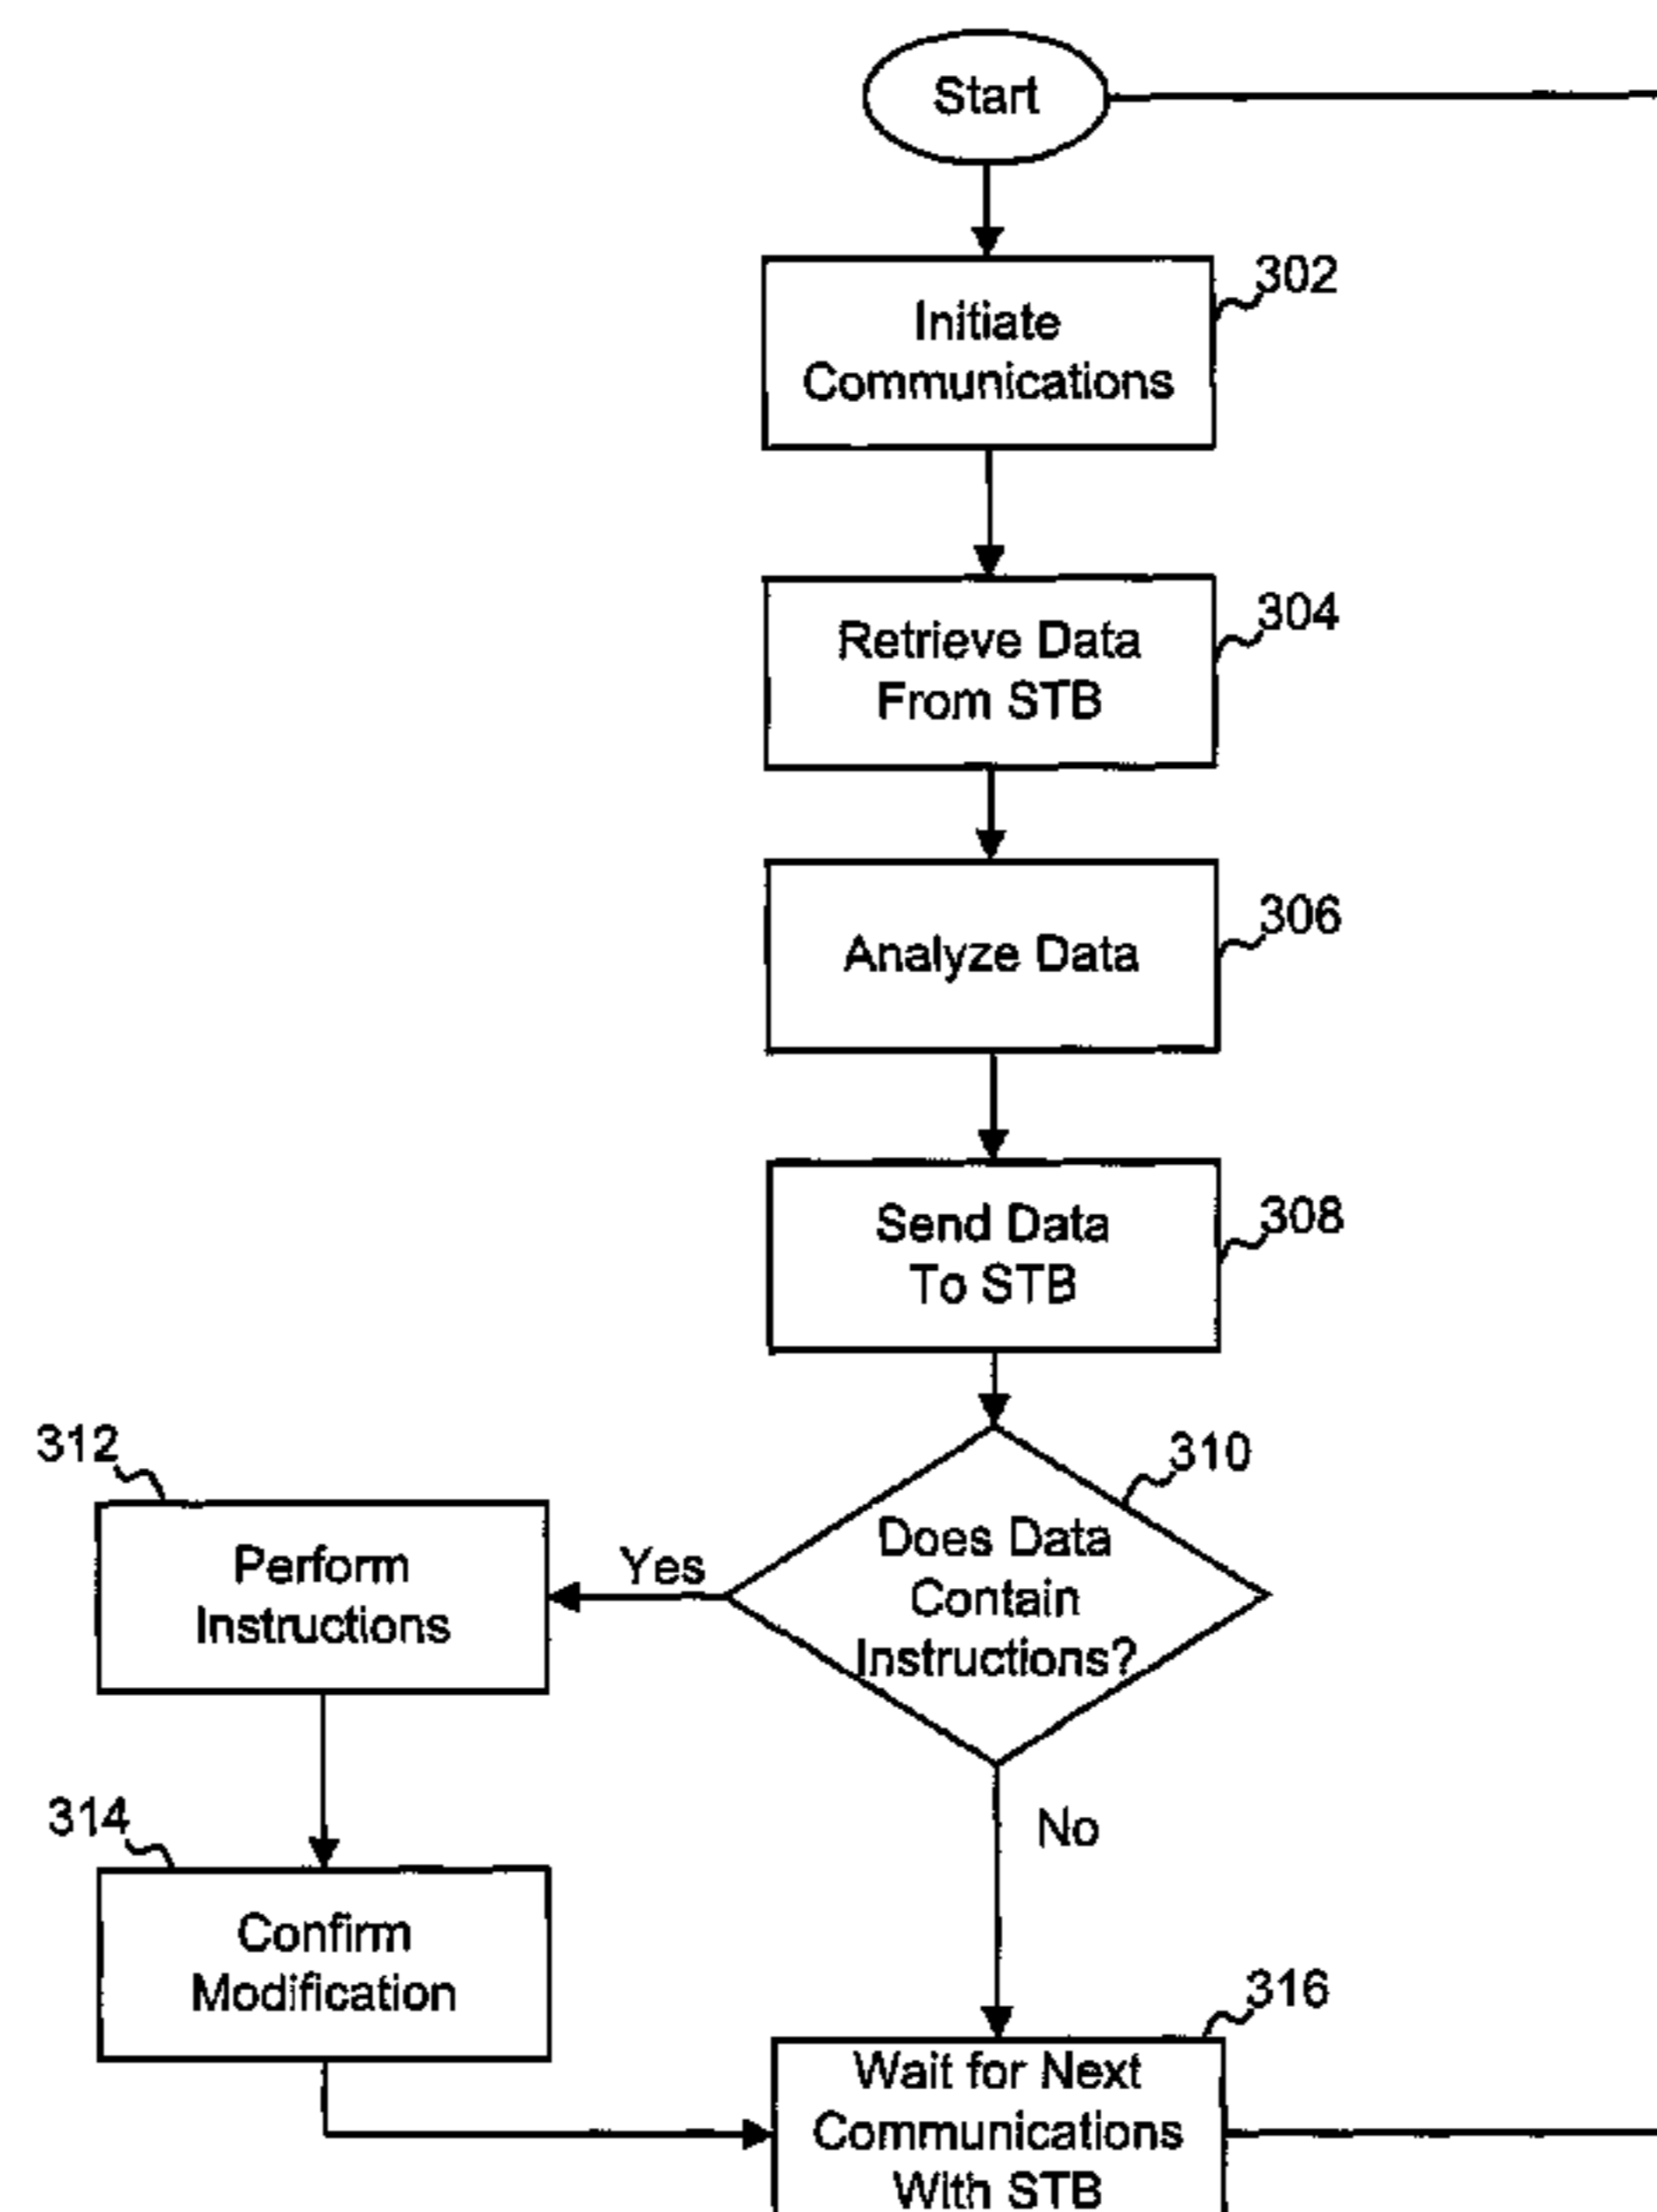 Start
302
Initiate
Communications
304
Retrieve Data
From STB
306
Analyze Data
308
Send Data
To STB
310
Does Data
Contain
Instructions?
Yes
312
Perform
Instructions
No
314
Confirm
Modification
316
Wait for Next
Communications
With STB